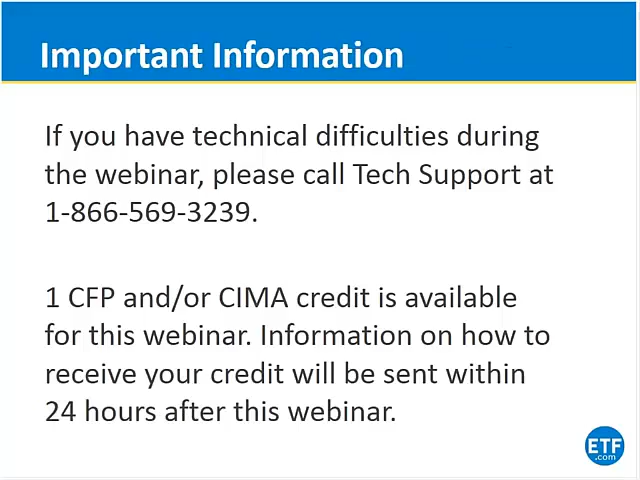 Important Information
If you have technical difficulties during
the webinar, please call Tech Support at
1-866-569-3239.
1 CFP and/or CIMA credit is available
for this webinar. Information on how to
receive your credit will be sent within
24 hours after this webinar.
ETF
.com